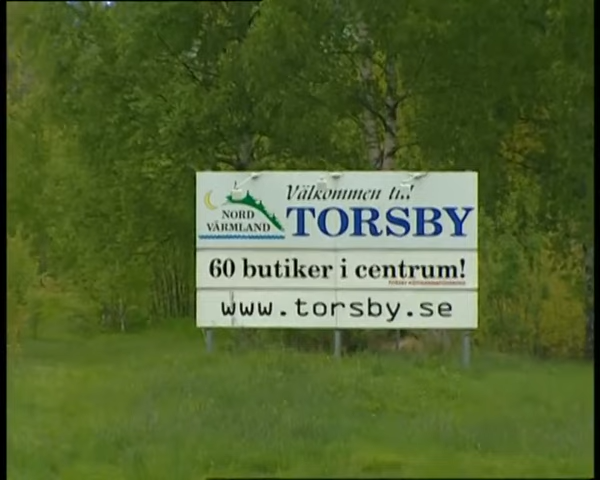 Välkommen till
NORD
VÄRMLAND
TORSBY
60 butiker i centrum!
www.torsby.se